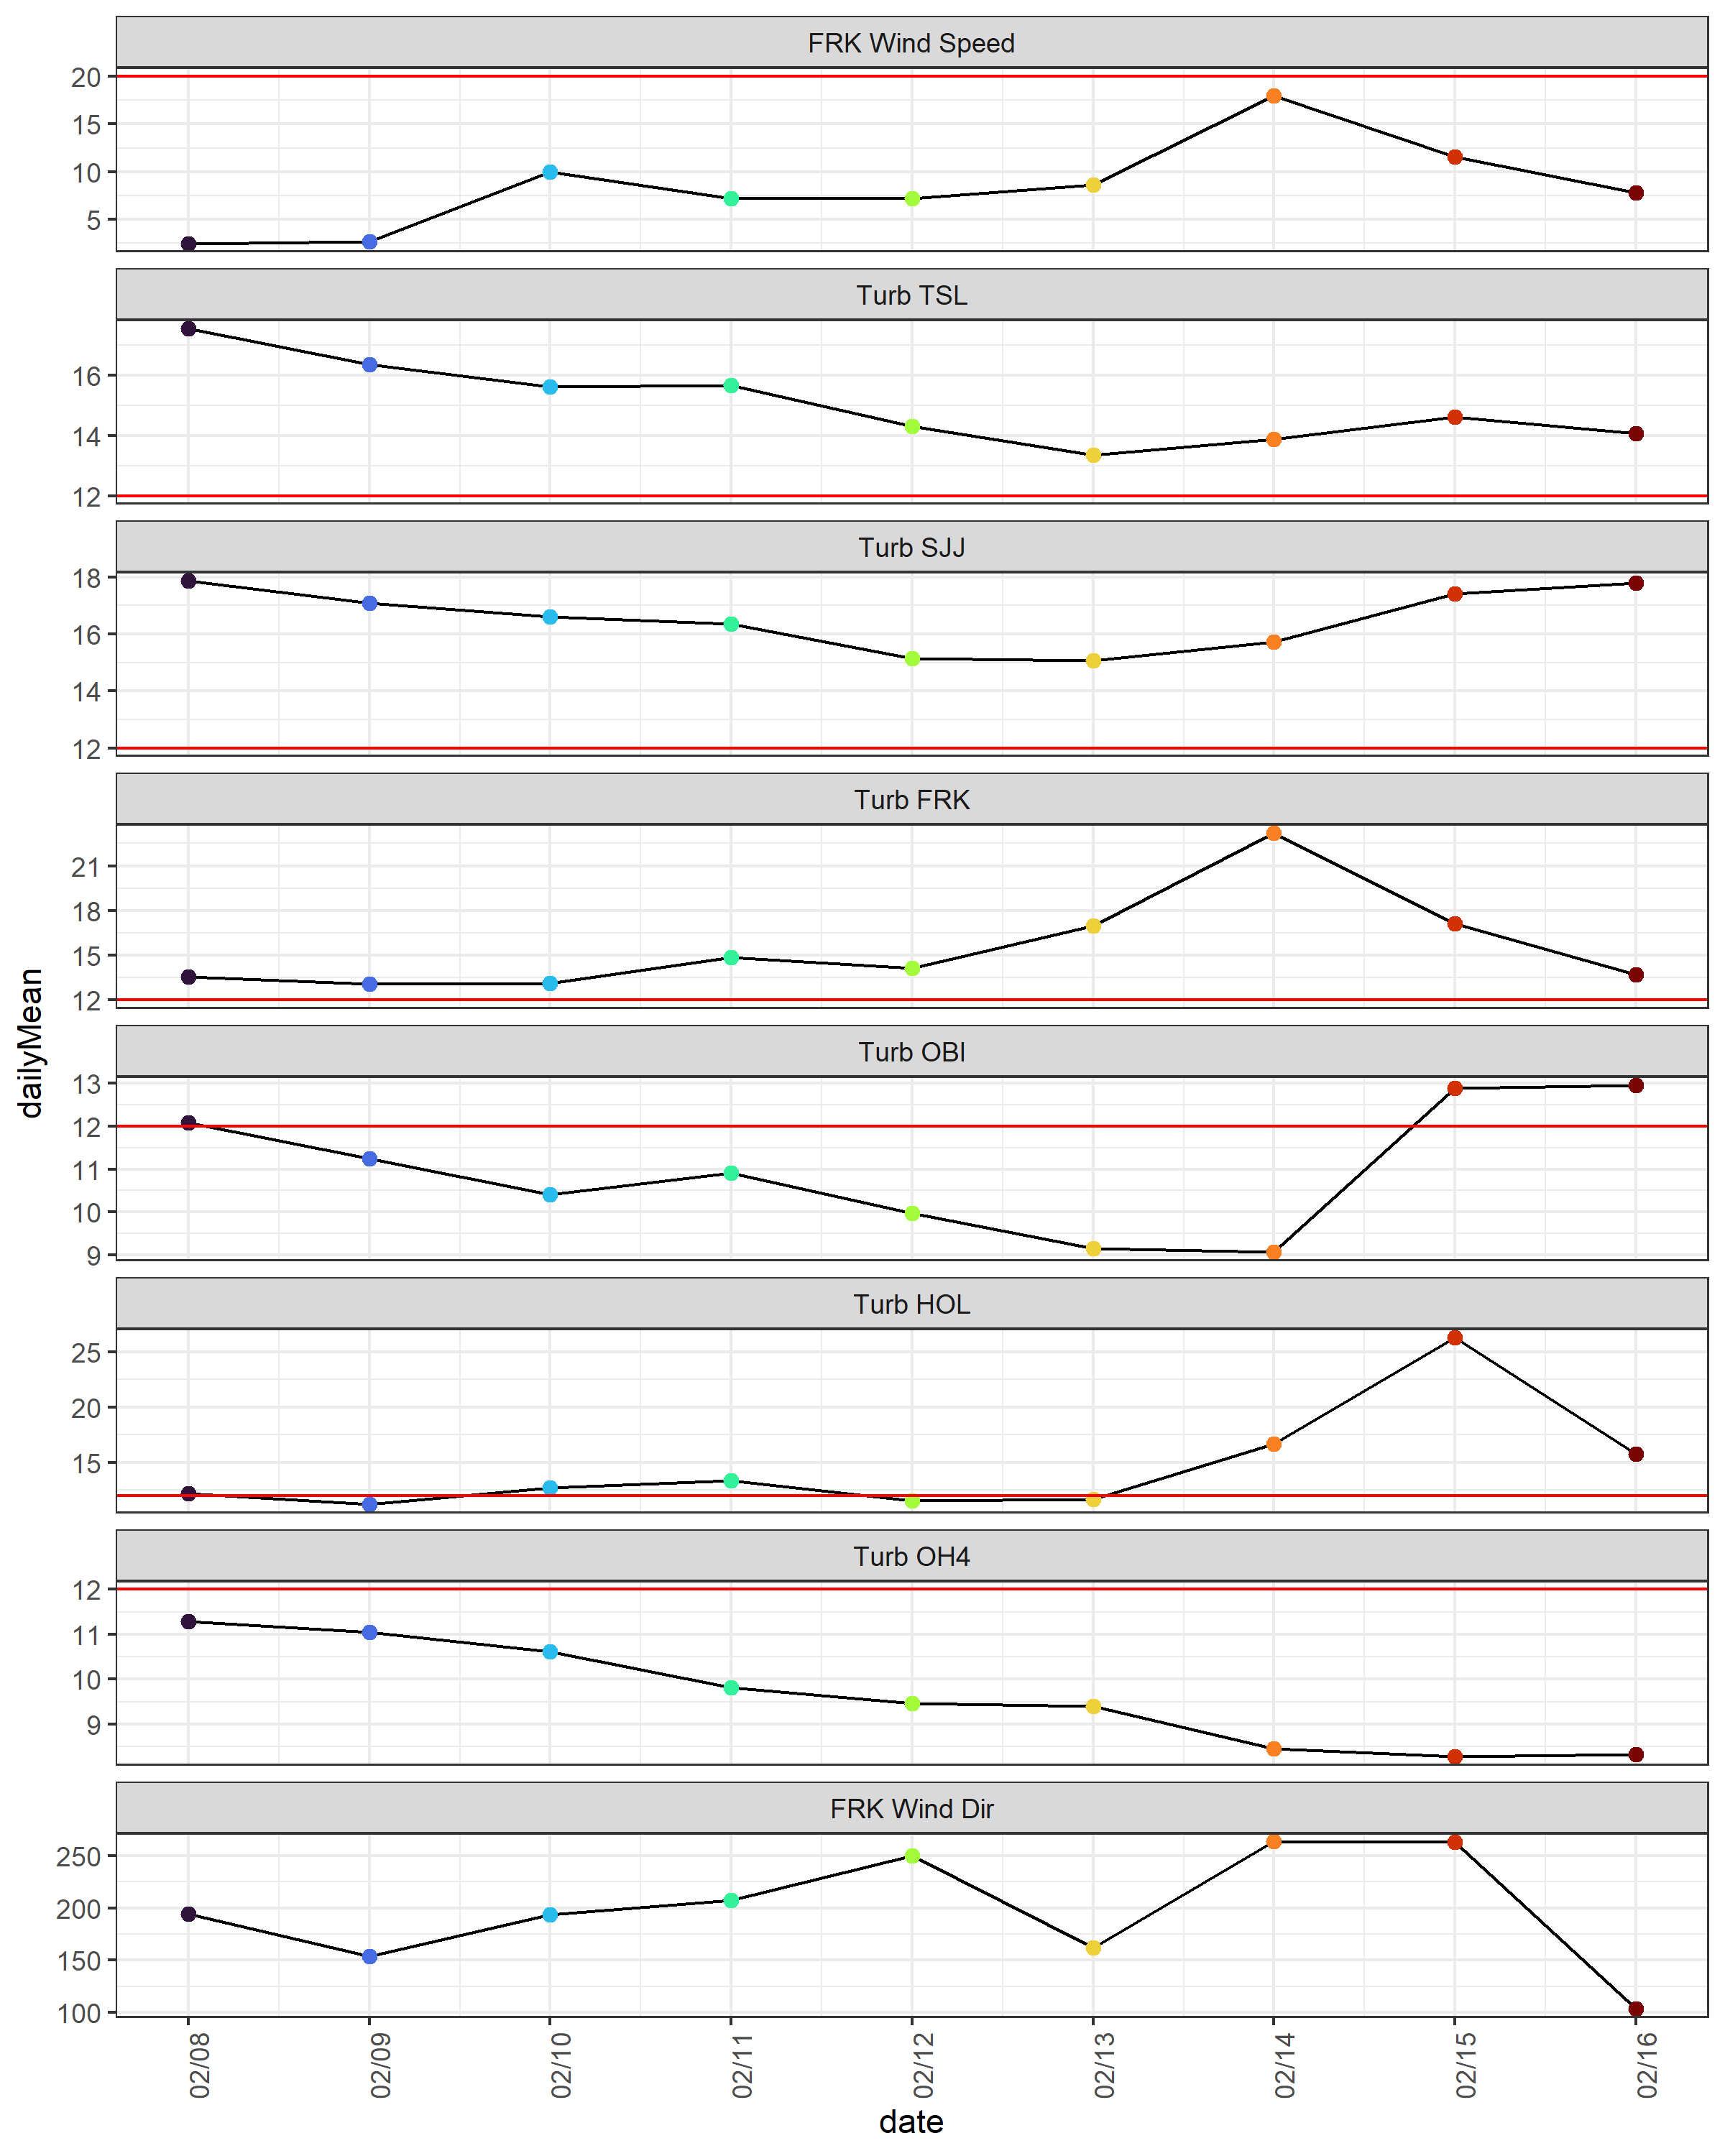 FRK Wind Speed
20
15
10
5
Turb TSL
16
14
12
Turb SJJ
18
16
14
12
Turb FRK
21
18
15
12
Turb OBI
13
12
11
10
9
Turb HOL
25
20
15
Turb OH4
12
11
10
9
FRK Wind Dir
250
200
150
100
dailyMean
02/08 02/09 02/10 02/11 02/12 02/13 02/14 02/15 02/16
date